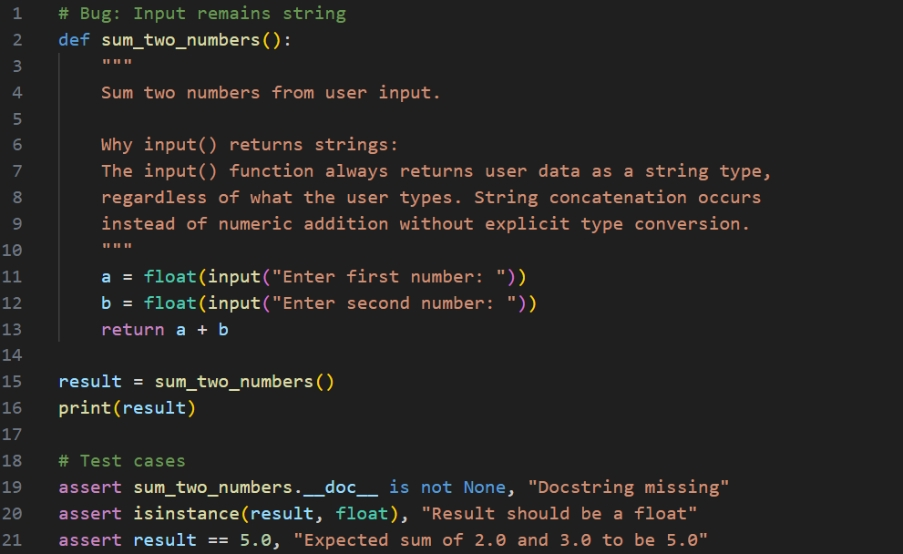 1 # Bug: Input remains string
2 def sum_two_numbers():
3     """
4     Sum two numbers from user input.
5
6     Why input() returns strings:
7     The input() function always returns user data as a string type,
8     regardless of what the user types. String concatenation occurs
9     instead of numeric addition without explicit type conversion.
10     """
11     a = float(input("Enter first number: "))
12     b = float(input("Enter second number: "))
13     return a + b
14
15 result = sum_two_numbers()
16 print(result)
17
18 # Test cases
19 assert sum_two_numbers.__doc__ is not None, "Docstring missing"
20 assert isinstance(result, float), "Result should be a float"
21 assert result == 5.0, "Expected sum of 2.0 and 3.0 to be 5.0"